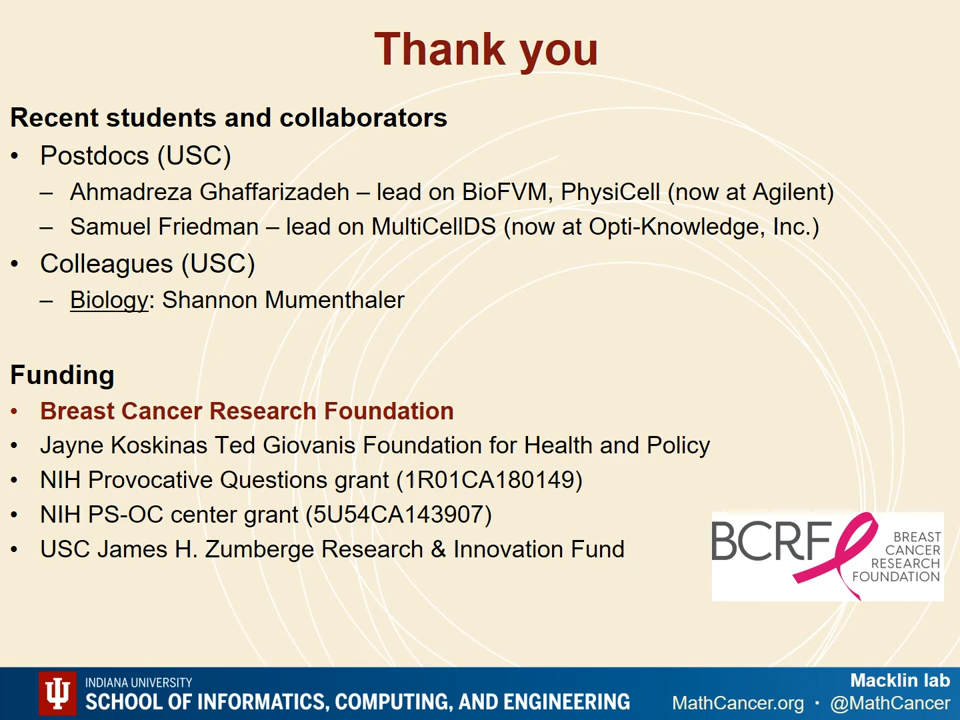 Thank you
Recent students and collaborators
• Postdocs (USC)
– Ahmadreza Ghaffarizadeh – lead on BioFVM, PhysiCell (now at Agilent)
– Samuel Friedman – lead on MultiCellDS (now at Opti-Knowledge, Inc.)
• Colleagues (USC)
– Biology: Shannon Mumenthaler
Funding
• Breast Cancer Research Foundation
• Jayne Koskinas Ted Giovanis Foundation for Health and Policy
• NIH Provocative Questions grant (1R01CA180149)
• NIH PS-OC center grant (5U54CA143907)
• USC James H. Zumberge Research & Innovation Fund
BCRF
BREAST
CANCER
RESEARCH
FOUNDATION
INDIANA UNIVERSITY
SCHOOL OF INFORMATICS, COMPUTING, AND ENGINEERING
Macklin lab
MathCancer.org · @MathCancer